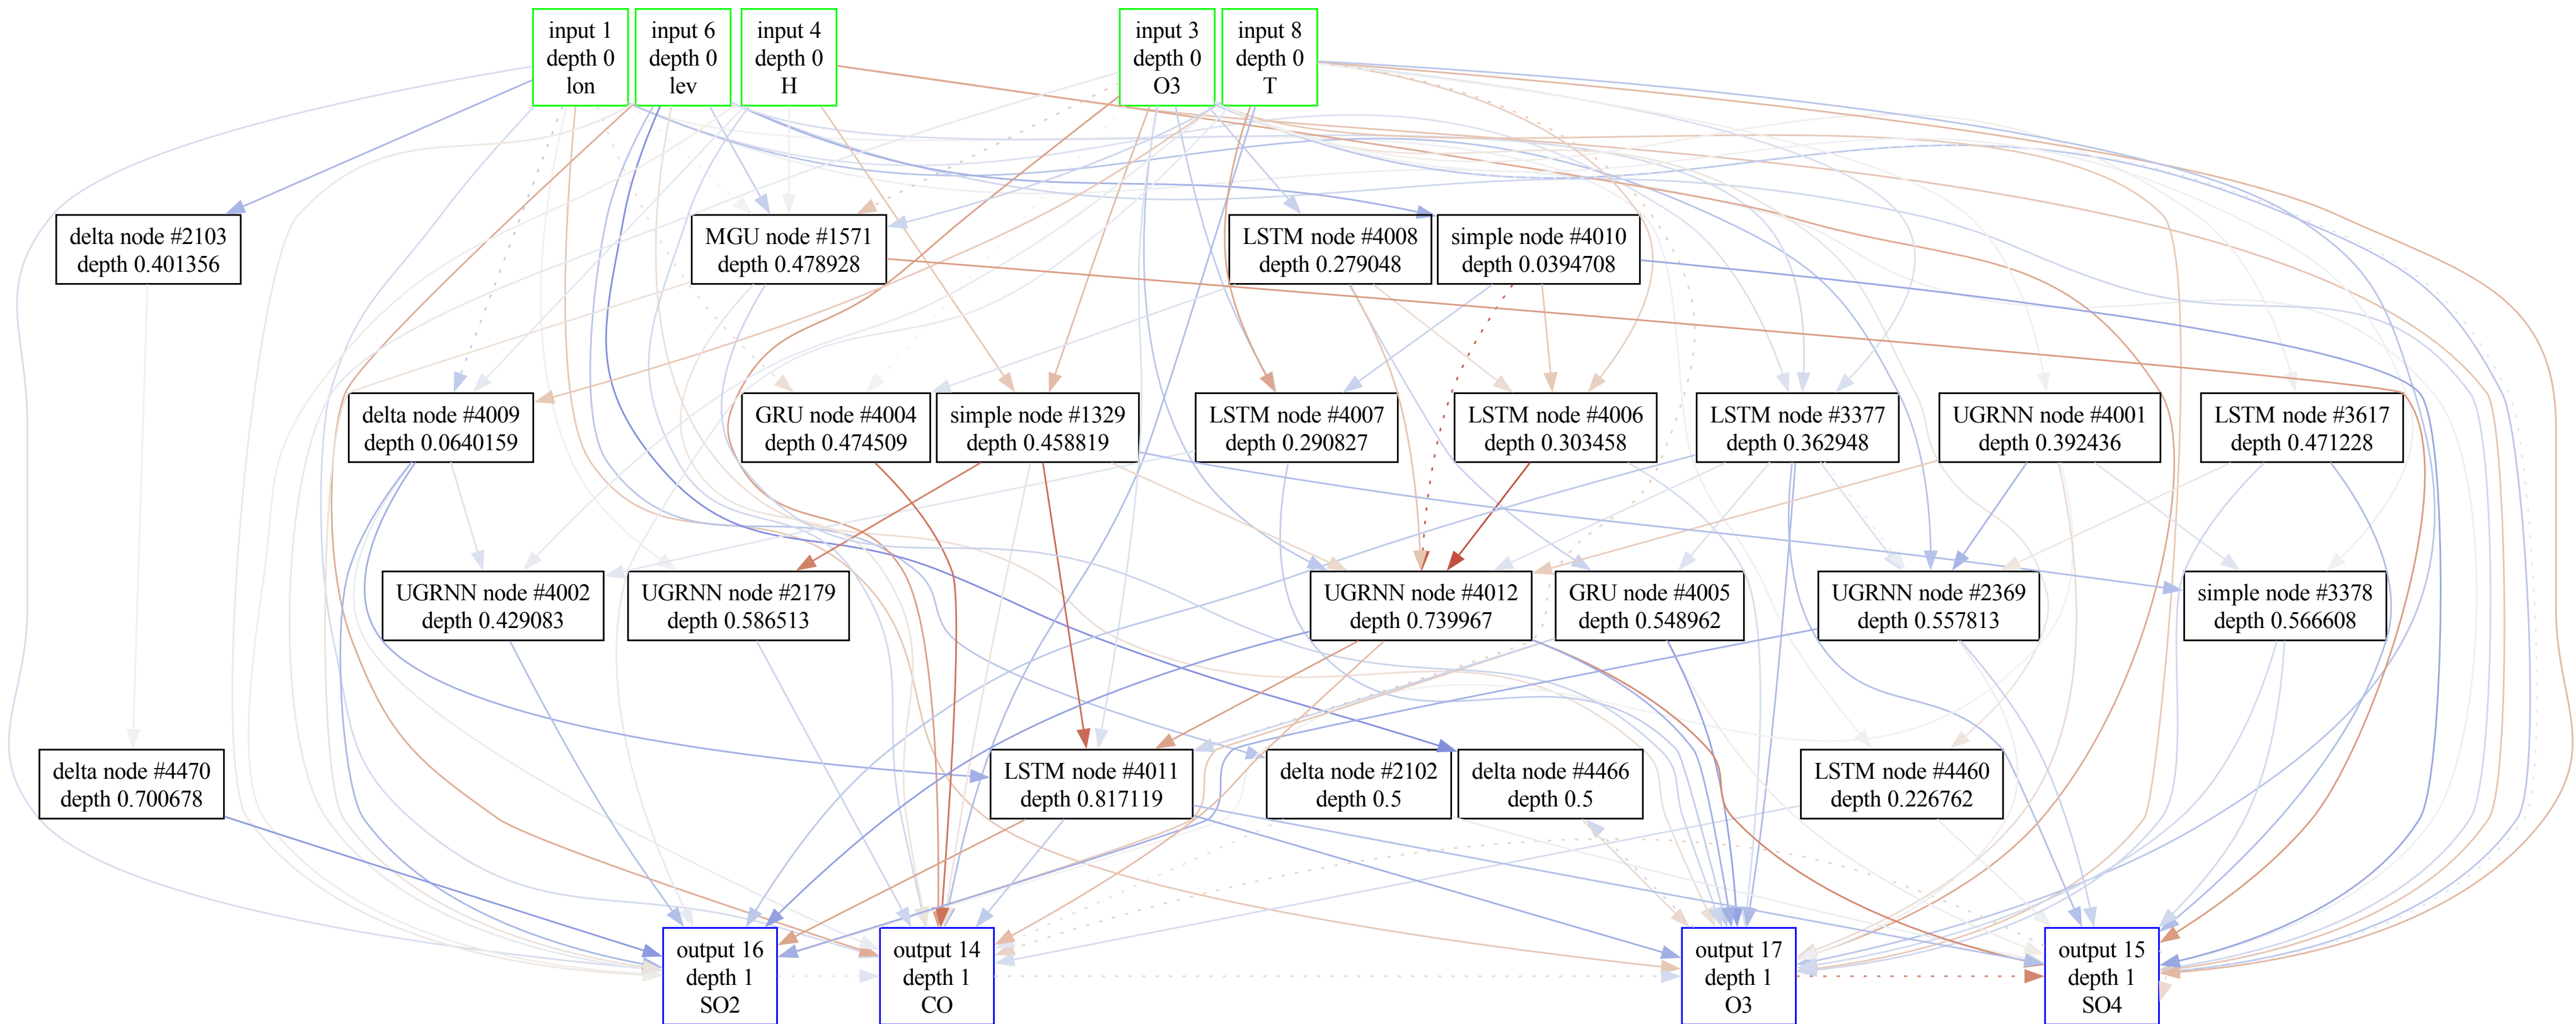 input 1
depth 0
lon
input 6
depth 0
lev
input 4
depth 0
H
input 3
depth 0
O3
input 8
depth 0
T
delta node #2103
depth 0.401356
MGU node #1571
depth 0.478928
LSTM node #4008
depth 0.279048
simple node #4010
depth 0.0394708
delta node #4009
depth 0.0640159
GRU node #4004
depth 0.474509
simple node #1329
depth 0.458819
LSTM node #4007
depth 0.290827
LSTM node #4006
depth 0.303458
LSTM node #3377
depth 0.362948
UGRNN node #4001
depth 0.392436
LSTM node #3617
depth 0.471228
UGRNN node #4002
depth 0.429083
UGRNN node #2179
depth 0.586513
UGRNN node #4012
depth 0.739967
GRU node #4005
depth 0.548962
UGRNN node #2369
depth 0.557813
simple node #3378
depth 0.566608
delta node #4470
depth 0.700678
LSTM node #4011
depth 0.817119
delta node #2102
depth 0.5
delta node #4466
depth 0.5
LSTM node #4460
depth 0.226762
output 16
depth 1
SO2
output 14
depth 1
CO
output 17
depth 1
O3
output 15
depth 1
SO4